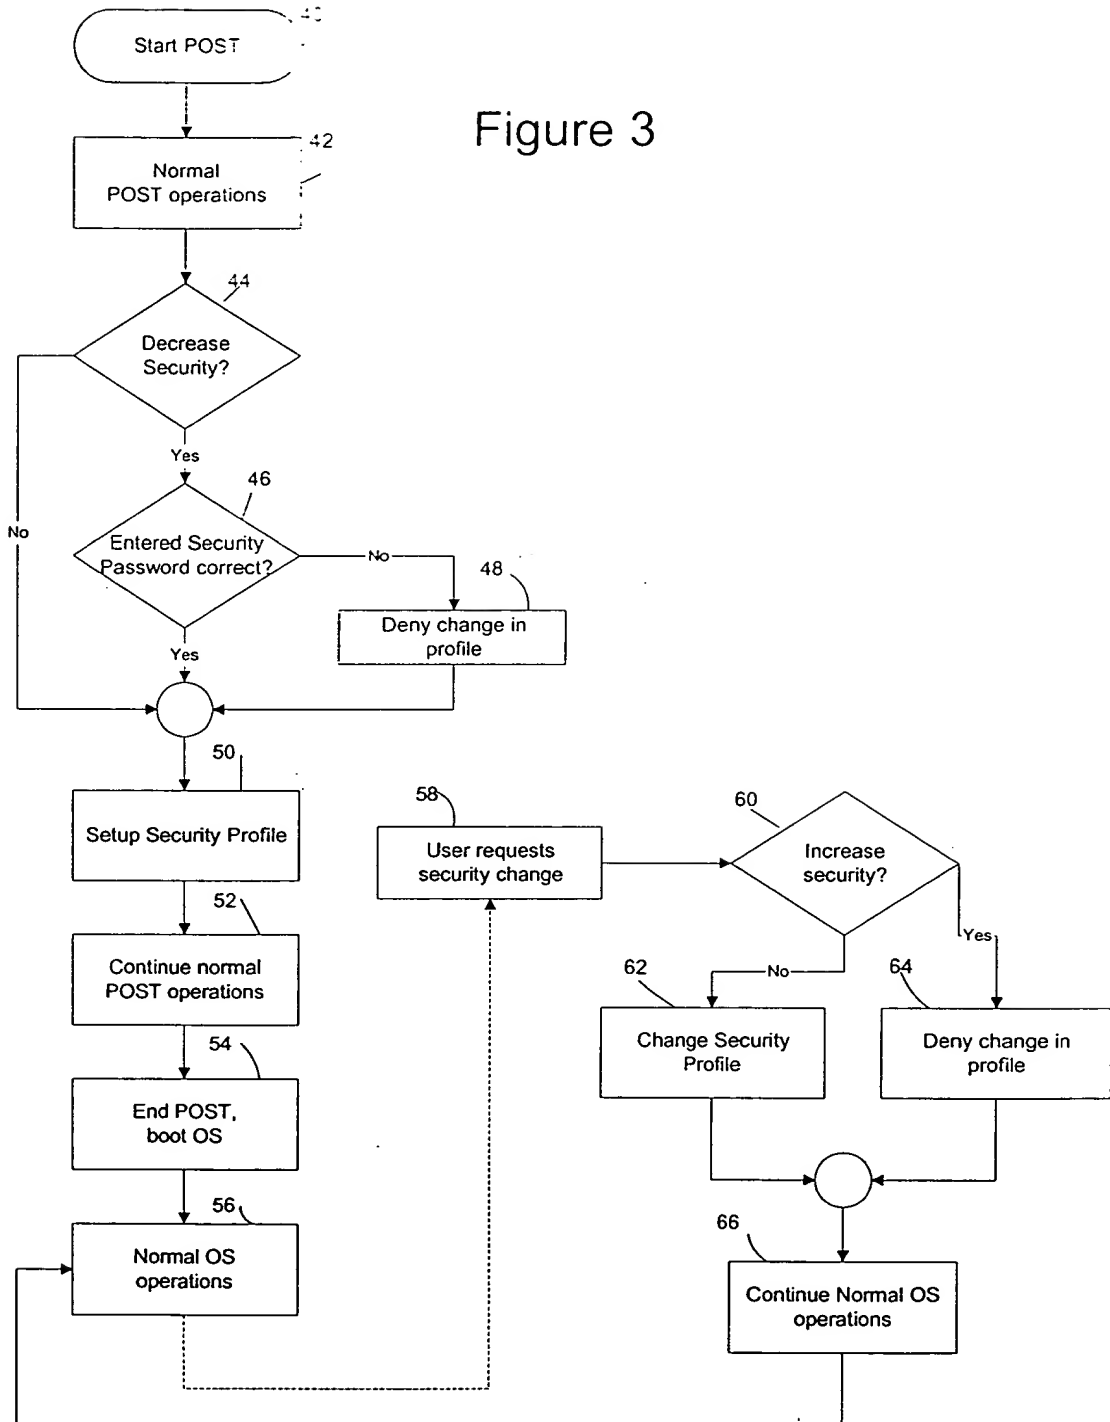 Start POST
Figure 3
42
Normal
POST operations
44
Decrease
Security?
Yes
46
No
Entered Security
Password correct?
No
48
Deny change in
profile
Yes
50
Setup Security Profile
58
User requests
security change
60
Increase
security?
Yes
No
52
Continue normal
POST operations
62
Change Security
Profile
64
Deny change in
profile
54
End POST,
boot OS
56
Normal OS
operations
66
Continue Normal OS
operations